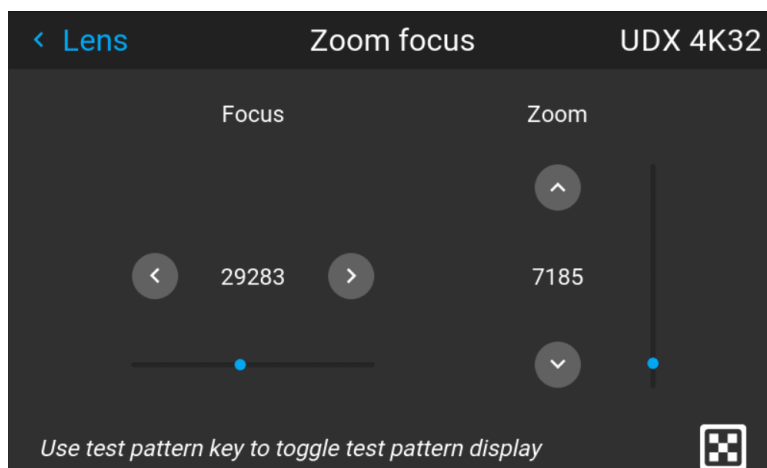 Lens Zoom focus UDX 4K32
Focus Zoom
29283 7185
Use test pattern key to toggle test pattern display